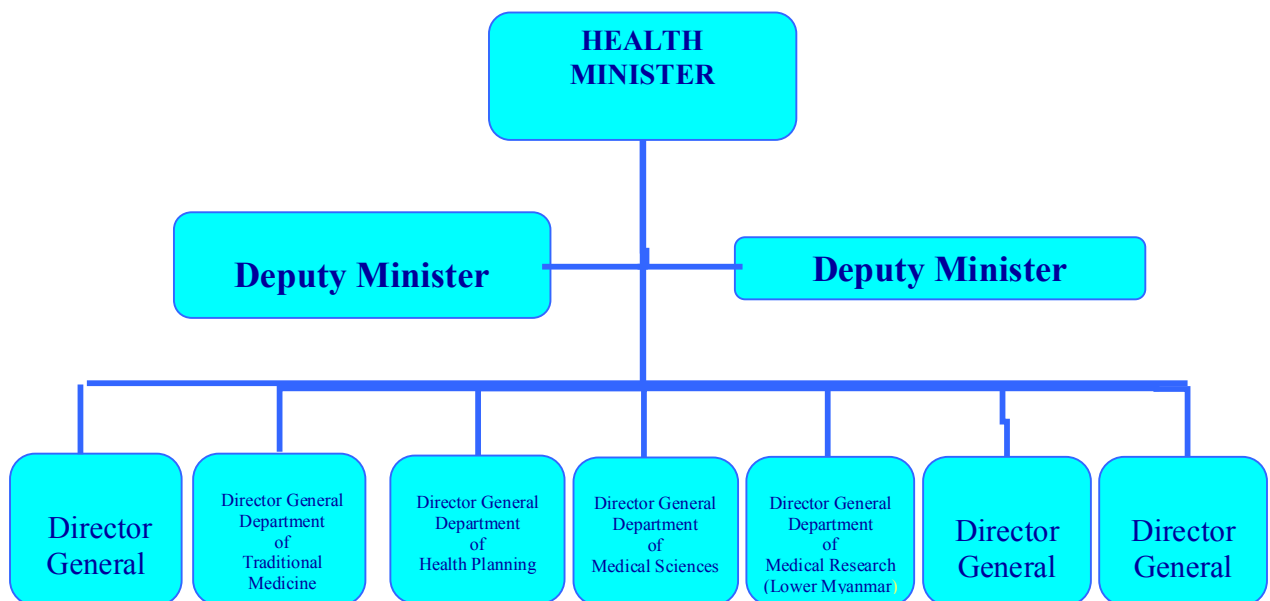 HEALTH
MINISTER
Deputy Minister
Deputy Minister
Director
General
Director General
Department
of
Traditional
Medicine
Director General
Department
of
Health Planning
Director General
Department
of
Medical Sciences
Director General
Department
of
Medical Research
(Lower Myanmar)
Director
General
Director
General